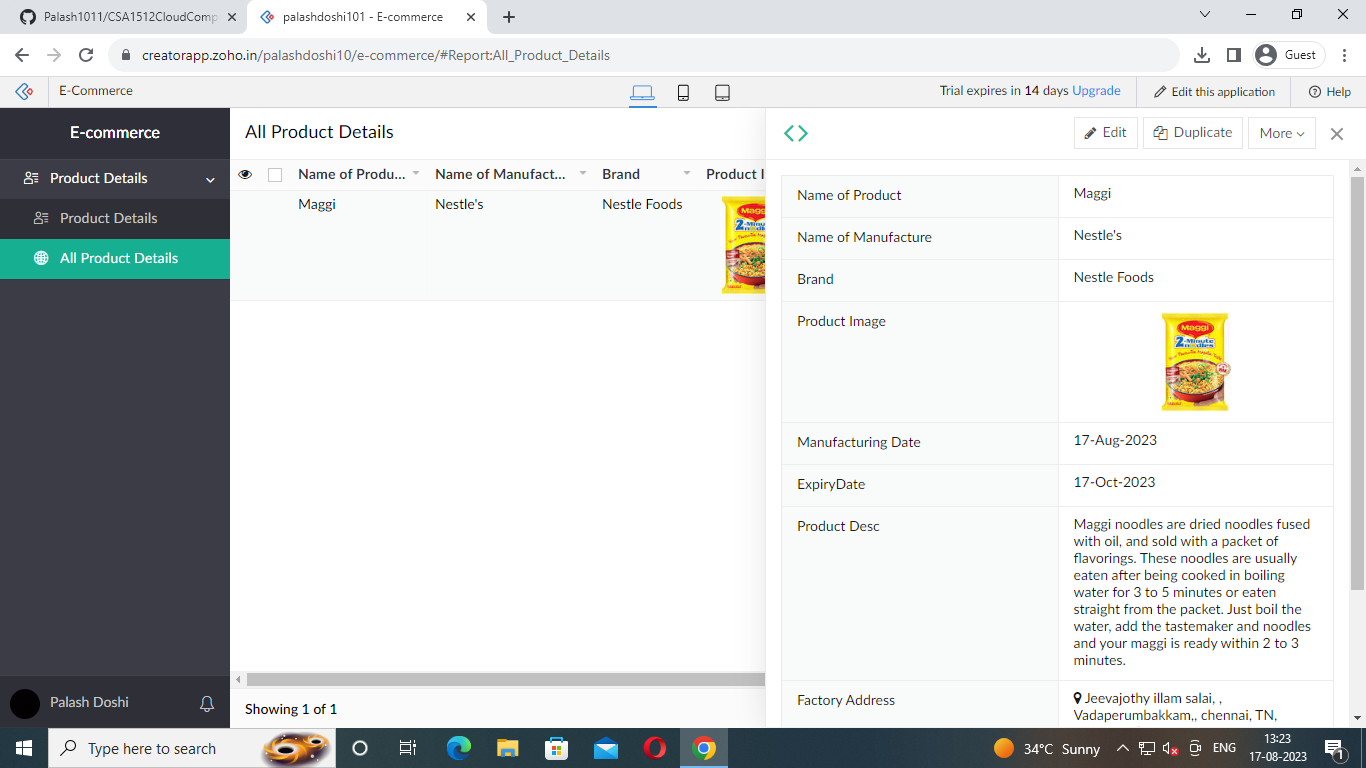 Palash1011/CSA1512CloudComp
palashdoshi101 - E-commerce
creatorapp.zoho.in/palashdoshi10/e-commerce/#Report:All_Product_Details
Guest
E-Commerce
Trial expires in 14 days Upgrade
Edit this application
Help
E-commerce
Product Details
Product Details
All Product Details
Palash Doshi
All Product Details
Name of Produ...
Name of Manufact...
Brand
Product I
Maggi
Nestle's
Nestle Foods
Showing 1 of 1
Edit
Duplicate
More
Name of Product
Maggi
Name of Manufacture
Nestle's
Brand
Nestle Foods
Product Image
Maggi
2-Minute
noodles
Manufacturing Date
17-Aug-2023
ExpiryDate
17-Oct-2023
Product Desc
Maggi noodles are dried noodles fused
with oil, and sold with a packet of
flavorings. These noodles are usually
eaten after being cooked in boiling
water for 3 to 5 minutes or eaten
straight from the packet. Just boil the
water, add the tastemaker and noodles
and your maggi is ready within 2 to 3
minutes.
Factory Address
Jeevajothy illam salai, ,
Vadaperumbakkam,, chennai, TN,
Type here to search
34°C Sunny
ENG
13:23
17-08-2023
1